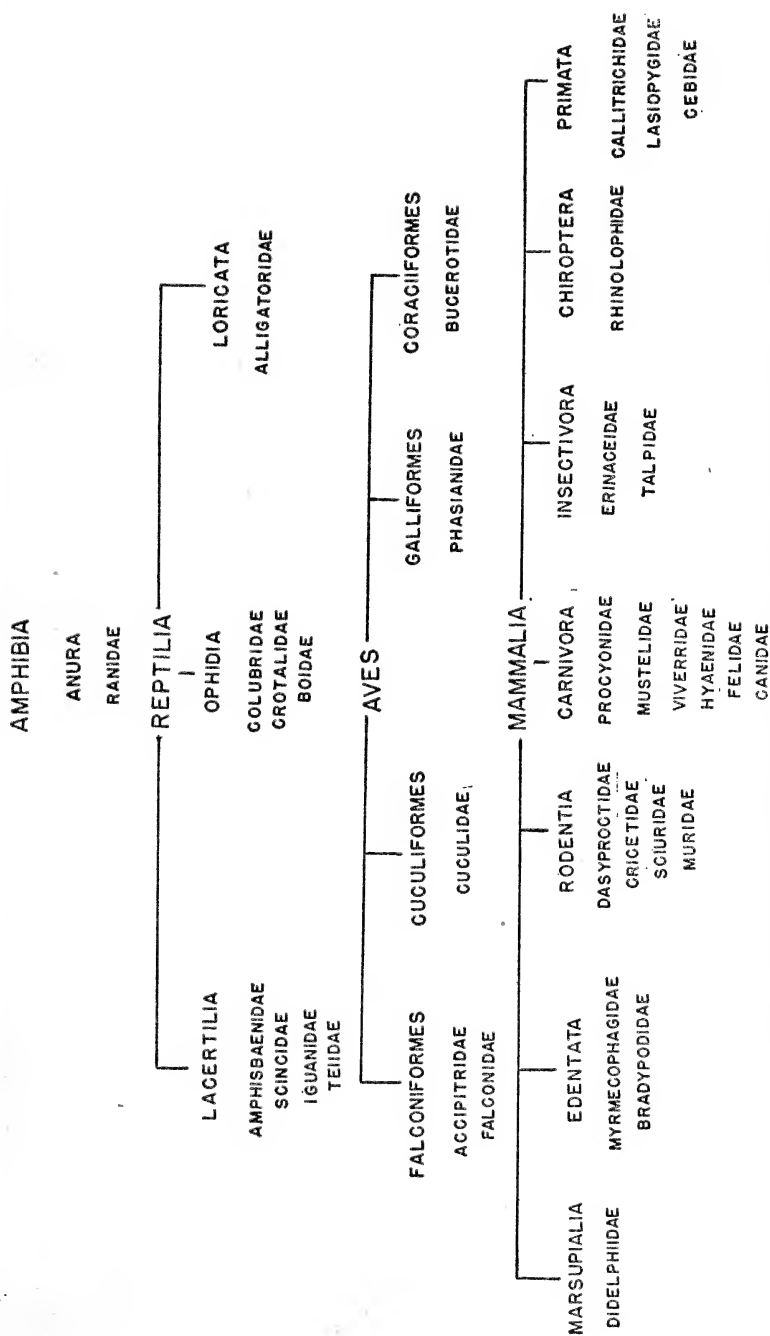 AMPHIBIA
ANURA
RANIDAE
REPTILIA
LACERTILIA
AMPHISBAENIDAE
SCINCIDAE
IGUANIDAE
TEIIDAE
OPHIDIA
COLUBRIDAE
CROTALIDAE
BOIDAE
LORICATA
ALLIGATORIDAE
AVES
FALCONIFORMES
ACCIPITRIDAE
FALCONIDAE
CUCULIFORMES
CUCULIDAE
GALLIFORMES
PHASIANIDAE
CORACIIFORMES
BUCEROTIDAE
MAMMALIA
MARSUPIALIA
DIDELPHIIDAE
EDENTATA
MYRMECOPHAGIDAE
BRADYPODIDAE
RODENTIA
DASYPROCTIDAE
CRICETIDAE
SCIURIDAE
MURIDAE
CARNIVORA
PROCYONIDAE
MUSTELIDAE
VIVERRIDAE
HYAENIDAE
FELIDAE
CANIDAE
INSECTIVORA
ERINACEIDAE
TALPIDAE
CHIROPTERA
RHINOLOPHIDAE
PRIMATA
CALLITRICHIDAE
LASIOPYGIDAE
CEBIDAE